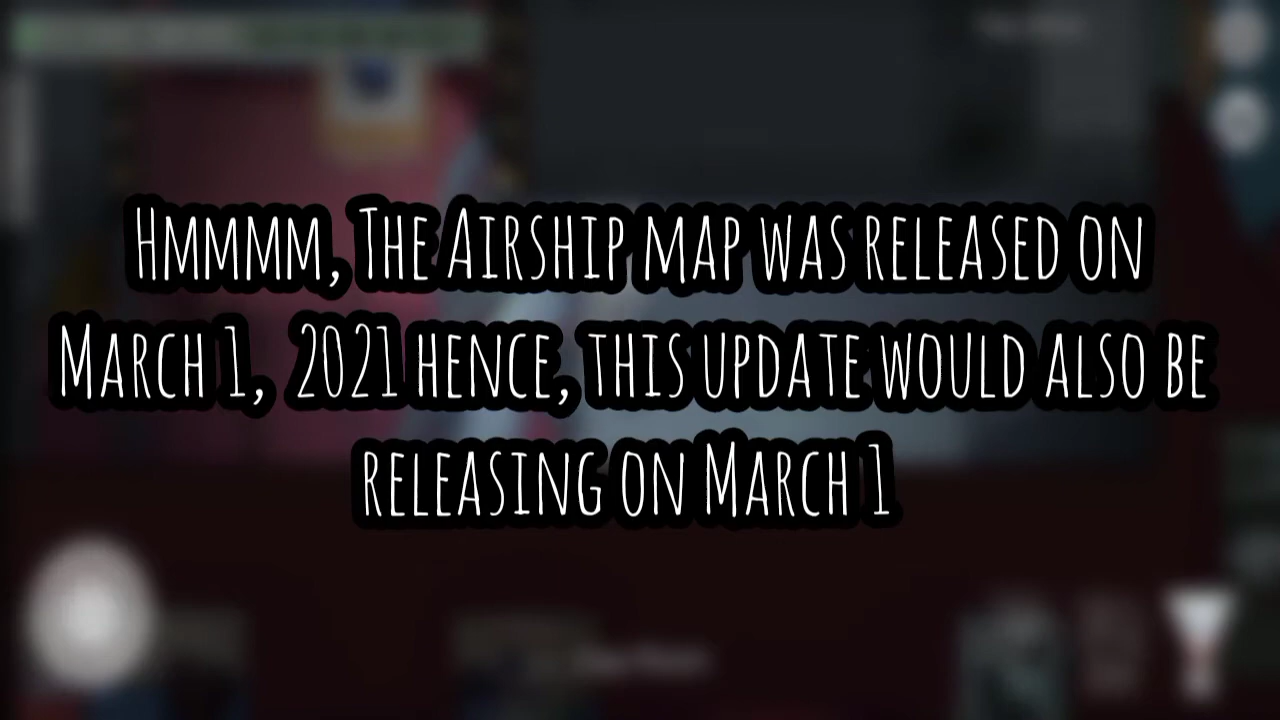 Hmmmm, The Airship map was released on
March 1, 2021 hence, this update would also be
releasing on March 1